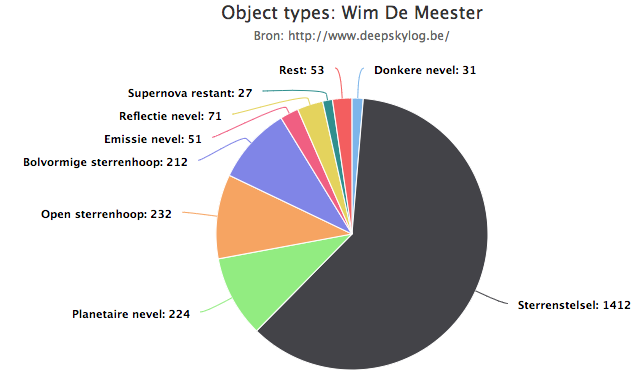 Object types: Wim De Meester
Bron: http://www.deepskylog.be/
Rest: 53
Donkere nevel: 31
Supernova restant: 27
Reflectie nevel: 71
Emissie nevel: 51
Bolvormige sterrenhoop: 212
Open sterrenhoop: 232
Planetaire nevel: 224
Sterrenstelsel: 1412